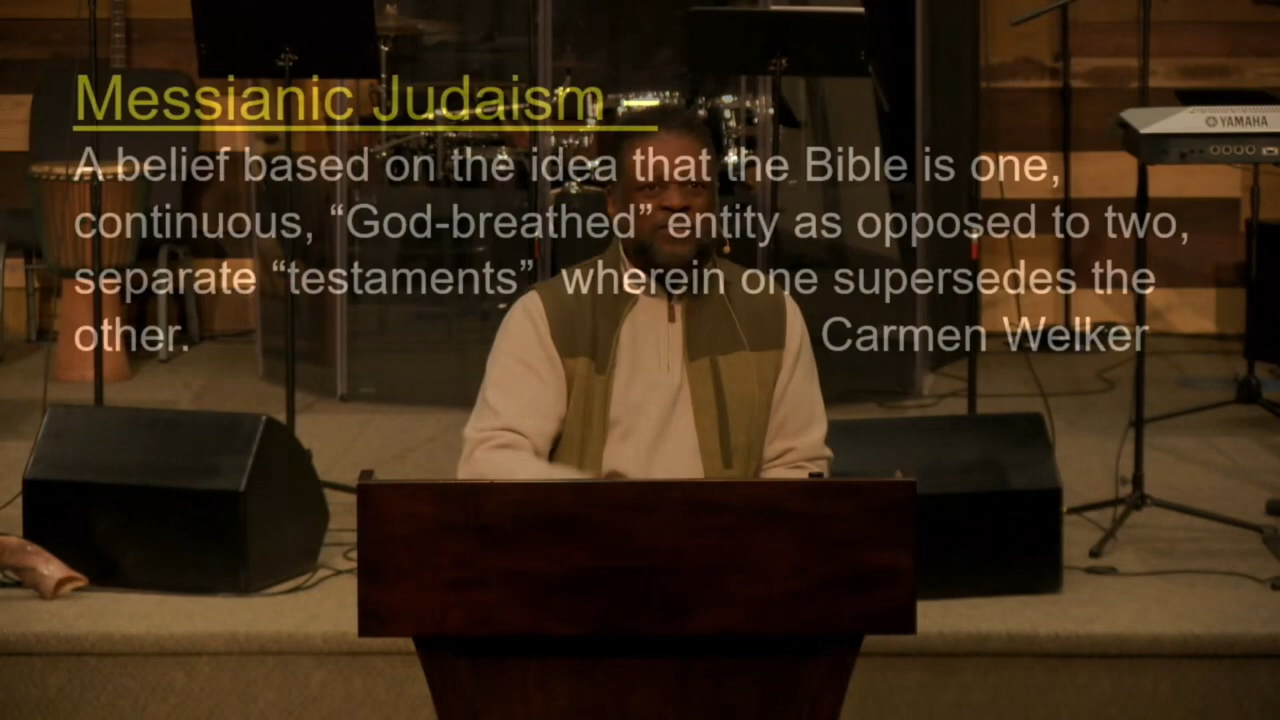 Messianic Judaism
A belief based on the idea that the Bible is one,
continuous, “God-breathed” entity as opposed to two,
separate “testaments” wherein one supersedes the
other. Carmen Welker
YAMAHA